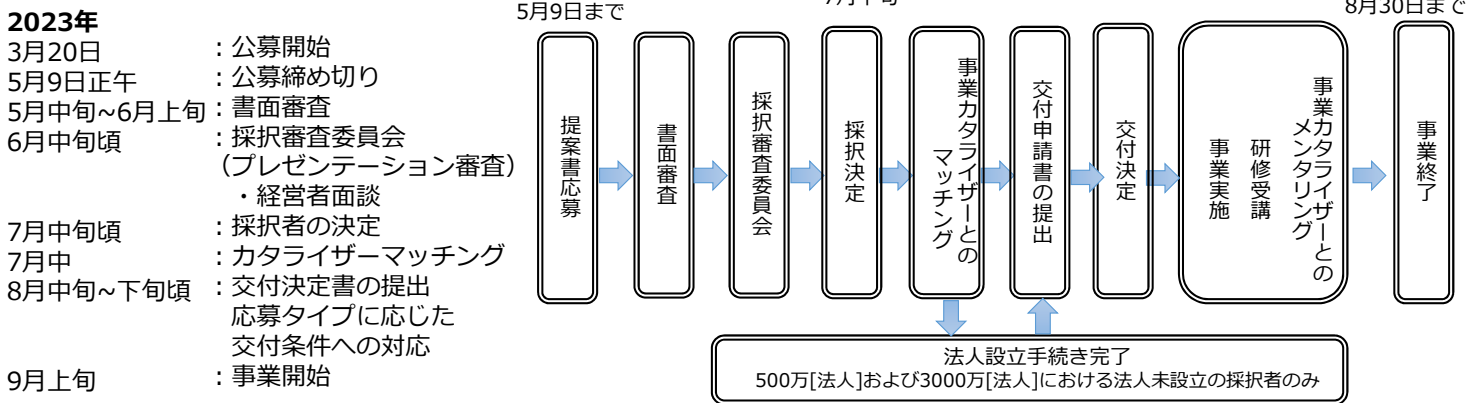 2023年
3月20日 :公募開始
5月9日正午 :公募締め切り
5月中旬~6月上旬:書面審査
6月中旬頃 :採択審査委員会
(プレゼンテーション審査)
・経営者面談
7月中旬頃 :採択者の決定
7月中 :カタライザーマッチング
8月中旬~下旬頃 :交付決定書の提出
応募タイプに応じた
交付条件への対応
9月上旬 :事業開始
5月9日まで
8月30日まで
提案書応募
書面審査
採択審査委員会
採択決定
事業カタライザーとの
マッチング
交付申請書の提出
交付決定
事業カタライザーとの
メンタリング
研修受講
事業実施
事業終了
法人設立手続き完了
500万[法人]および3000万[法人]における法人未設立の採択者のみ